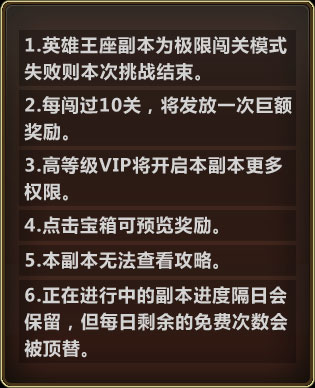 1.英雄王座副本为极限闯关模式
失败则本次挑战结束。
2.每闯过10关，将发放一次巨额
奖励。
3.高等级VIP将开启本副本更多
权限。
4.点击宝箱可预览奖励。
5.本副本无法查看攻略。
6.正在进行中的副本进度隔日会
保留，但每日剩余的免费次数会
被顶替。